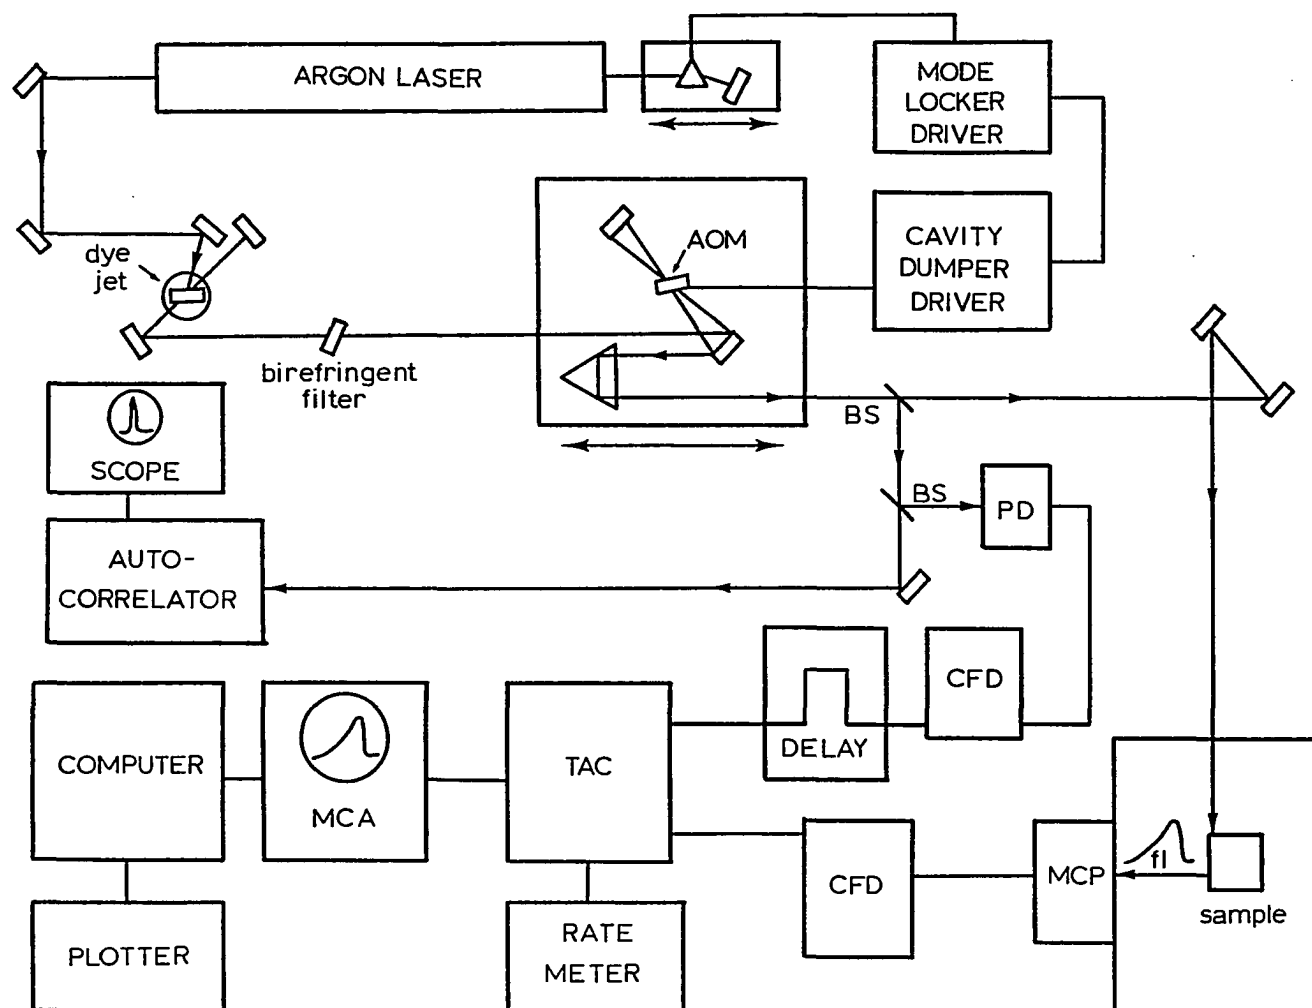 ARGON LASER
MODE
LOCKER
DRIVER
dye
jet
AOM
CAVITY
DUMPER
DRIVER
birefringent
filter
BS
SCOPE
BS
PD
AUTO-
CORRELATOR
CFD
DELAY
COMPUTER
MCA
TAC
CFD
MCP
fl
sample
PLOTTER
RATE
METER